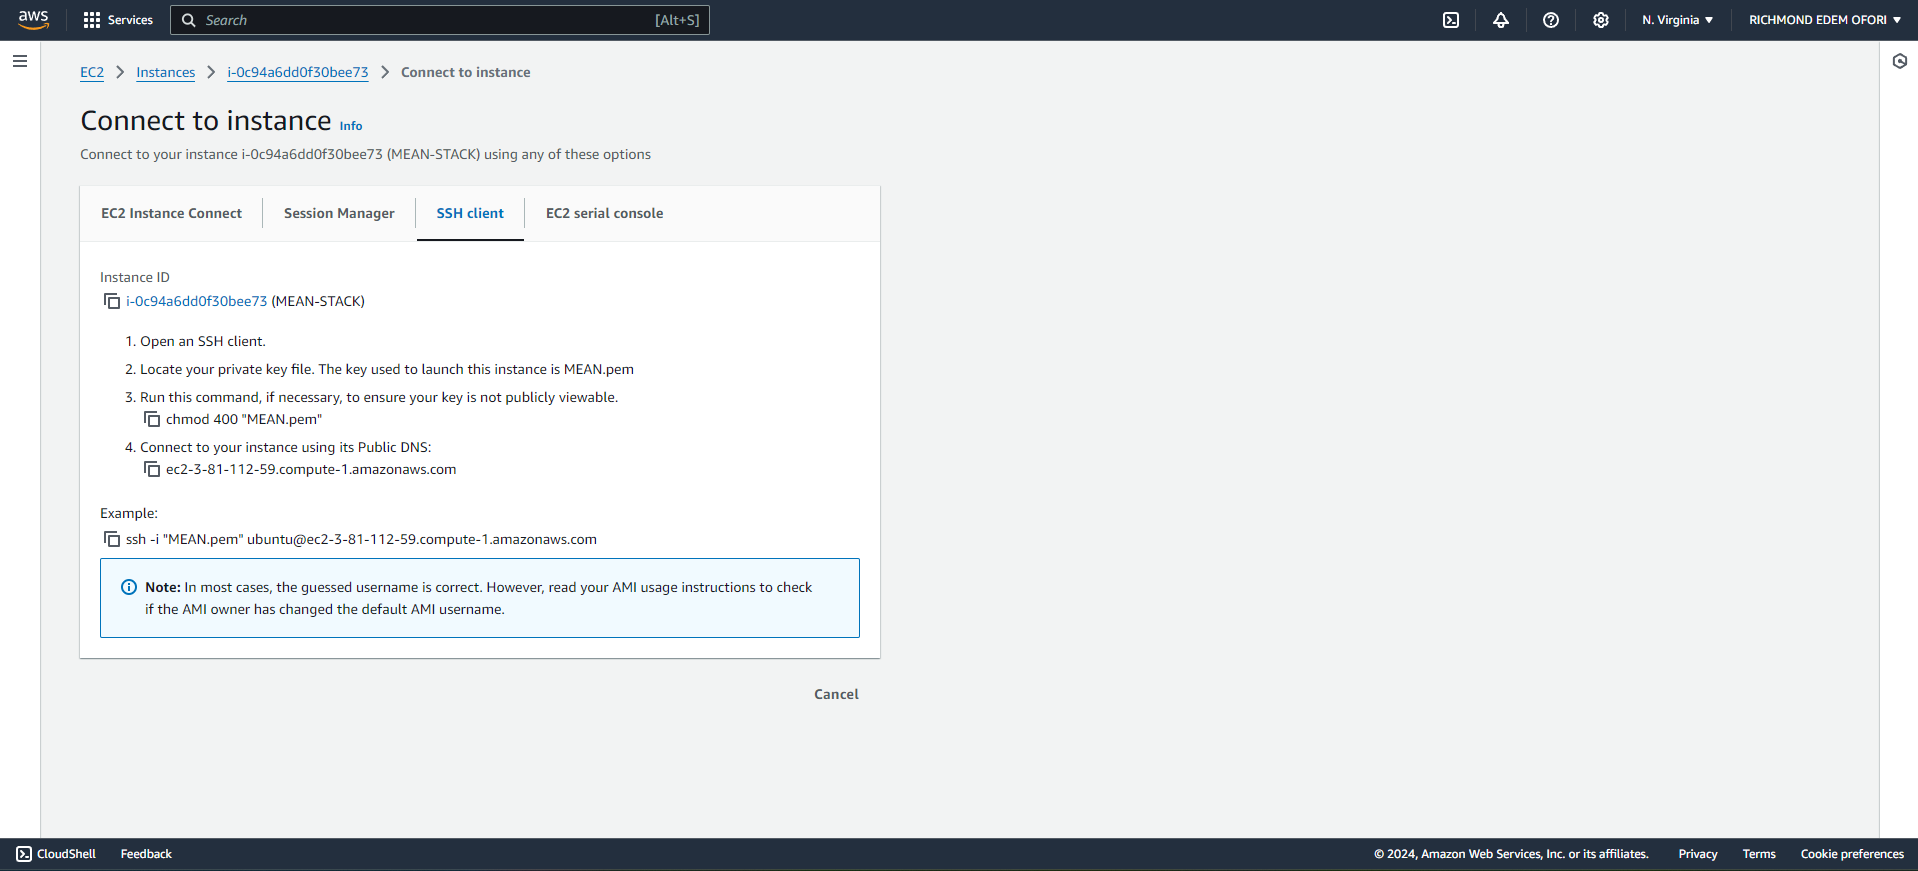 aws
Services
Search [Alt+S]
N. Virginia
RICHMOND EDEM OFORI
EC2 Instances i-0c94a6dd0f30bee73 Connect to instance
Connect to instance Info
Connect to your instance i-0c94a6dd0f30bee73 (MEAN-STACK) using any of these options
EC2 Instance Connect Session Manager SSH client EC2 serial console
Instance ID
i-0c94a6dd0f30bee73 (MEAN-STACK)
1. Open an SSH client.
2. Locate your private key file. The key used to launch this instance is MEAN.pem
3. Run this command, if necessary, to ensure your key is not publicly viewable.
chmod 400 "MEAN.pem"
4. Connect to your instance using its Public DNS:
ec2-3-81-112-59.compute-1.amazonaws.com
Example:
ssh -i "MEAN.pem" ubuntu@ec2-3-81-112-59.compute-1.amazonaws.com
Note: In most cases, the guessed username is correct. However, read your AMI usage instructions to check
if the AMI owner has changed the default AMI username.
Cancel
CloudShell Feedback © 2024, Amazon Web Services, Inc. or its affiliates. Privacy Terms Cookie preferences